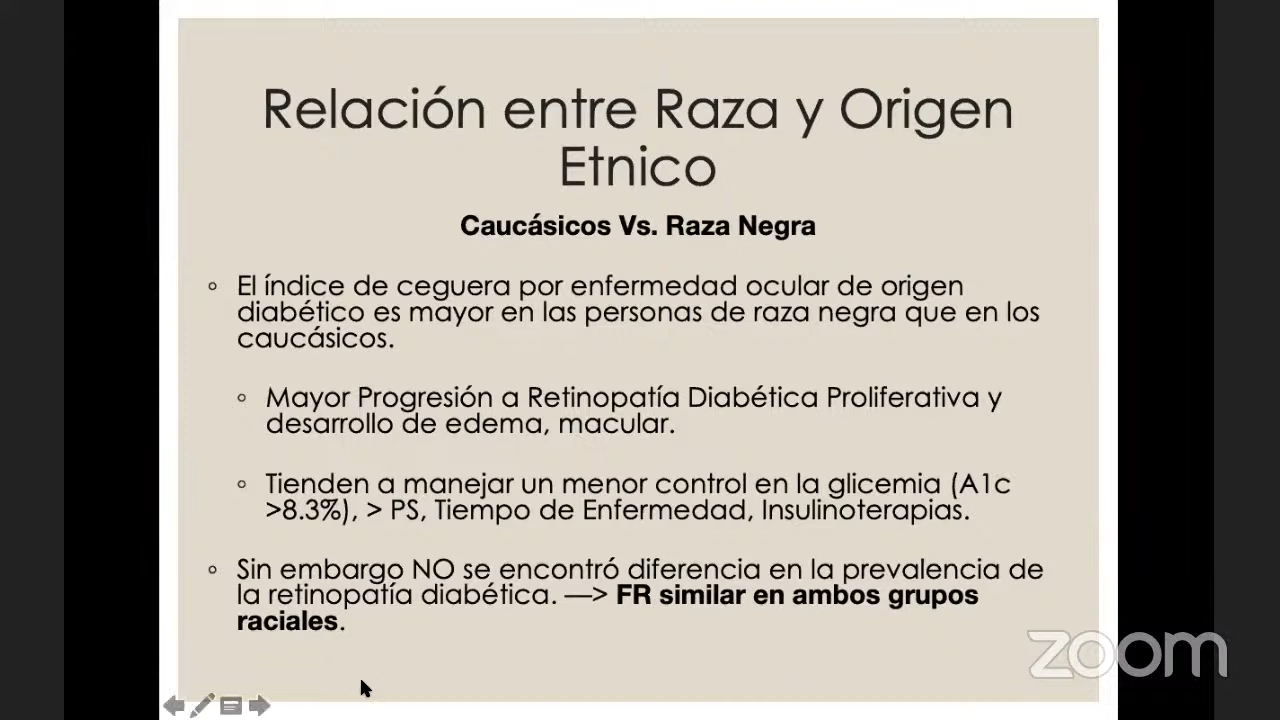 Relación entre Raza y Origen
Etnico
Caucásicos Vs. Raza Negra
◦ El índice de ceguera por enfermedad ocular de origen
diabético es mayor en las personas de raza negra que en los
caucásicos.
◦ Mayor Progresión a Retinopatía Diabética Proliferativa y
desarrollo de edema, macular.
◦ Tienden a manejar un menor control en la glicemia (A1c
>8.3%), > PS, Tiempo de Enfermedad, Insulinoterapias.
◦ Sin embargo NO se encontró diferencia en la prevalencia de
la retinopatía diabética. —> FR similar en ambos grupos
raciales.
zoom